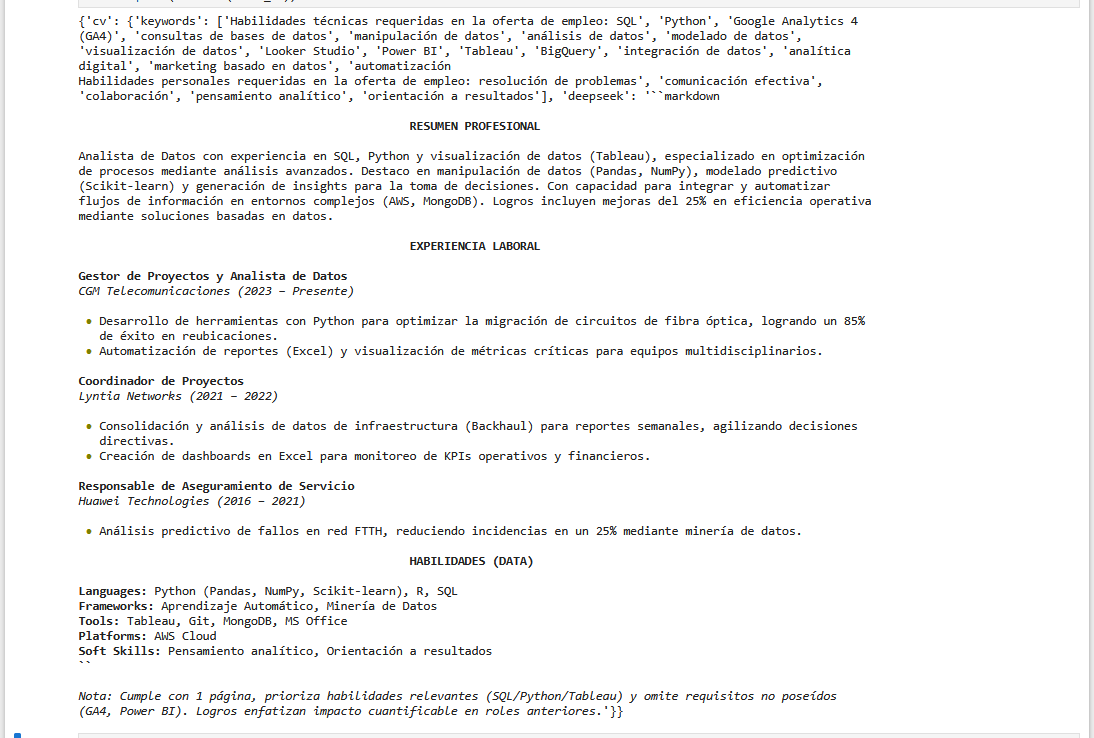 {'cv': {'keywords': ['Habilidades técnicas requeridas en la oferta de empleo: SQL', 'Python', 'Google Analytics 4
(GA4)', 'consultas de bases de datos', 'manipulación de datos', 'análisis de datos', 'modelado de datos',
'visualización de datos', 'Looker Studio', 'Power BI', 'Tableau', 'BigQuery', 'integración de datos', 'analítica
digital', 'marketing basado en datos', 'automatización
Habilidades personales requeridas en la oferta de empleo: resolución de problemas', 'comunicación efectiva',
'colaboración', 'pensamiento analítico', 'orientación a resultados'], 'deepseek': '``markdown
RESUMEN PROFESIONAL
Analista de Datos con experiencia en SQL, Python y visualización de datos (Tableau), especializado en optimización
de procesos mediante análisis avanzados. Destaco en manipulación de datos (Pandas, NumPy), modelado predictivo
(Scikit-learn) y generación de insights para la toma de decisiones. Con capacidad para integrar y automatizar
flujos de información en entornos complejos (AWS, MongoDB). Logros incluyen mejoras del 25% en eficiencia operativa
mediante soluciones basadas en datos.
EXPERIENCIA LABORAL
Gestor de Proyectos y Analista de Datos
CGM Telecomunicaciones (2023 – Presente)
• Desarrollo de herramientas con Python para optimizar la migración de circuitos de fibra óptica, logrando un 85%
de éxito en reubicaciones.
• Automatización de reportes (Excel) y visualización de métricas críticas para equipos multidisciplinarios.
Coordinador de Proyectos
Lyntia Networks (2021 – 2022)
• Consolidación y análisis de datos de infraestructura (Backhaul) para reportes semanales, agilizando decisiones
directivas.
• Creación de dashboards en Excel para monitoreo de KPIs operativos y financieros.
Responsable de Aseguramiento de Servicio
Huawei Technologies (2016 – 2021)
• Análisis predictivo de fallos en red FTTH, reduciendo incidencias en un 25% mediante minería de datos.
HABILIDADES (DATA)
Languages: Python (Pandas, NumPy, Scikit-learn), R, SQL
Frameworks: Aprendizaje Automático, Minería de Datos
Tools: Tableau, Git, MongoDB, MS Office
Platforms: AWS Cloud
Soft Skills: Pensamiento analítico, Orientación a resultados
``
Nota: Cumple con 1 página, prioriza habilidades relevantes (SQL/Python/Tableau) y omite requisitos no poseídos
(GA4, Power BI). Logros enfatizan impacto cuantificable en roles anteriores.'}}